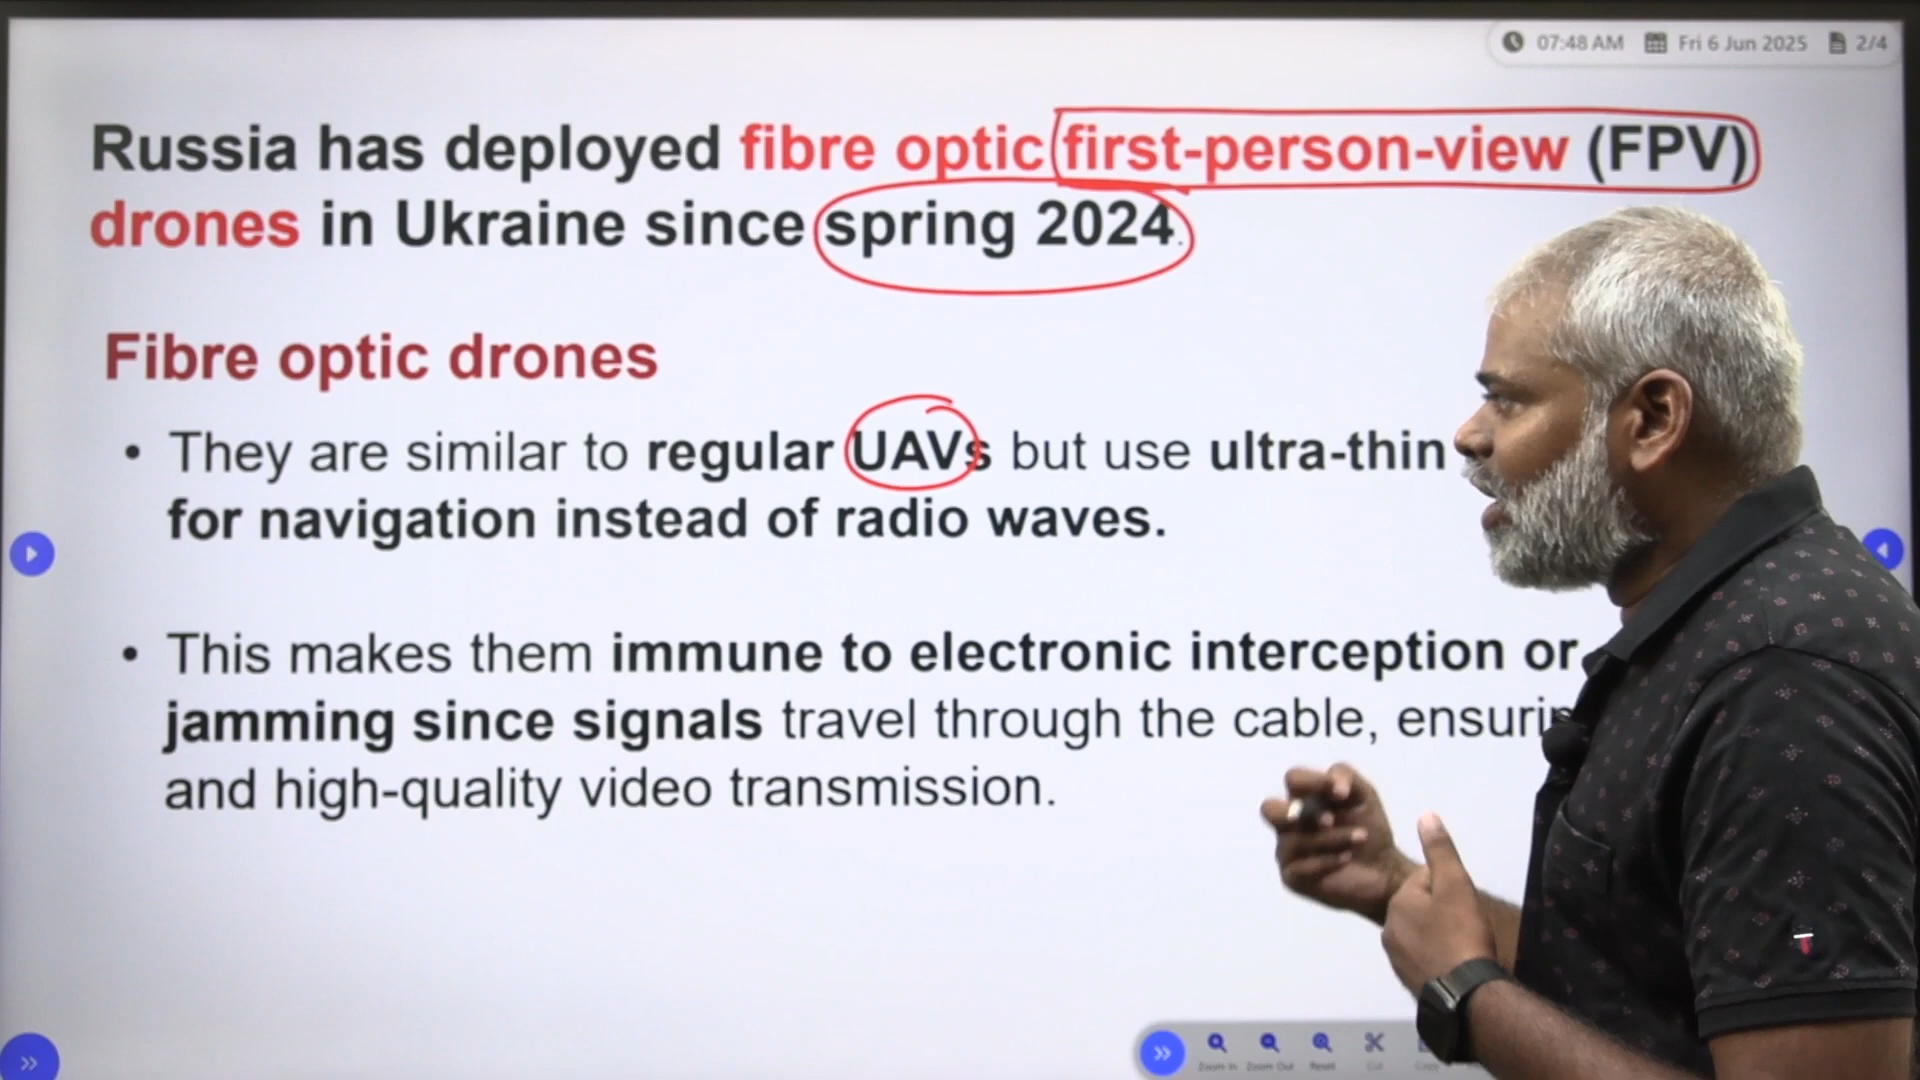 07:48 AM Fri 6 Jun 2025 2/4
Russia has deployed fibre optic first-person-view (FPV)
drones in Ukraine since spring 2024.
Fibre optic drones
• They are similar to regular UAVs but use ultra-thin
for navigation instead of radio waves.
• This makes them immune to electronic interception or
jamming since signals travel through the cable,
and high-quality video transmission.
Zoom In Zoom Out Reset Cut